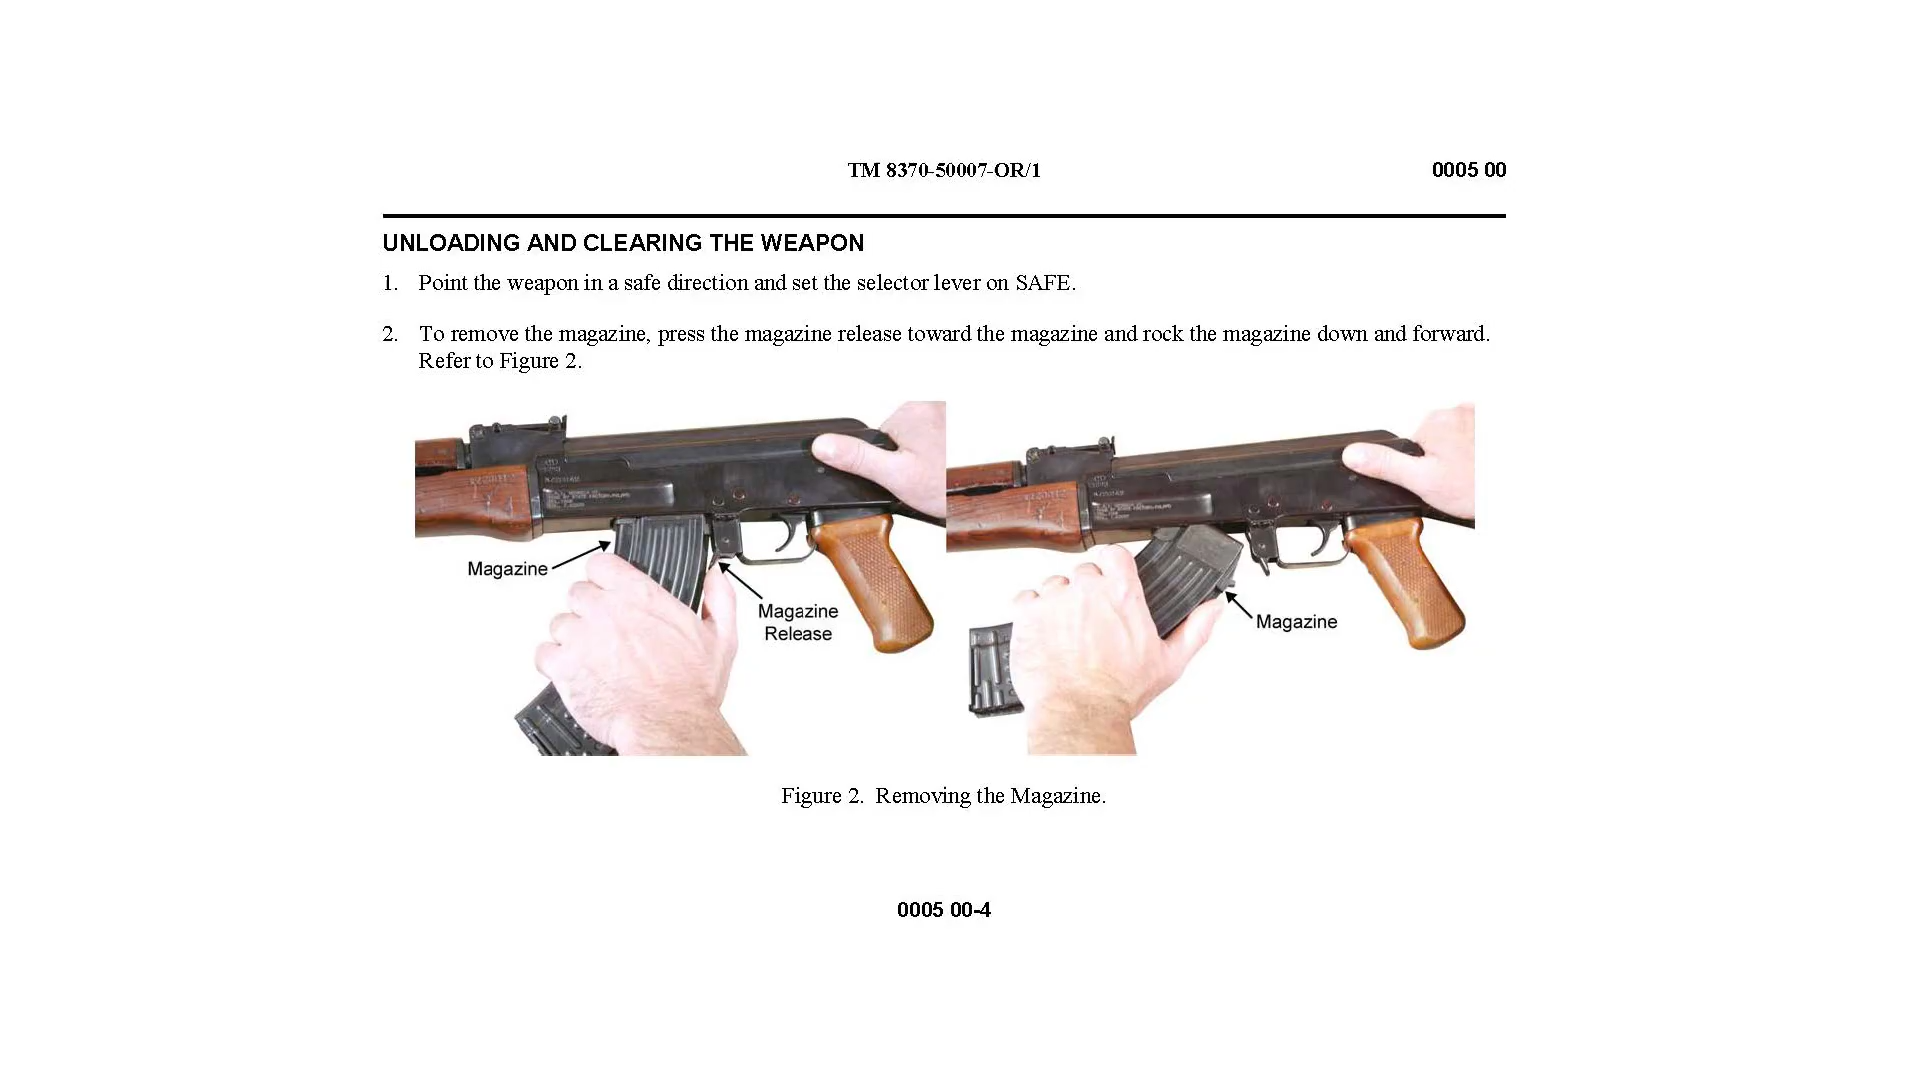 TM 8370-50007-OR/1 0005 00
UNLOADING AND CLEARING THE WEAPON
1. Point the weapon in a safe direction and set the selector lever on SAFE.
2. To remove the magazine, press the magazine release toward the magazine and rock the magazine down and forward.
Refer to Figure 2.
Magazine
Magazine
Release
Magazine
Figure 2. Removing the Magazine.
0005 00-4